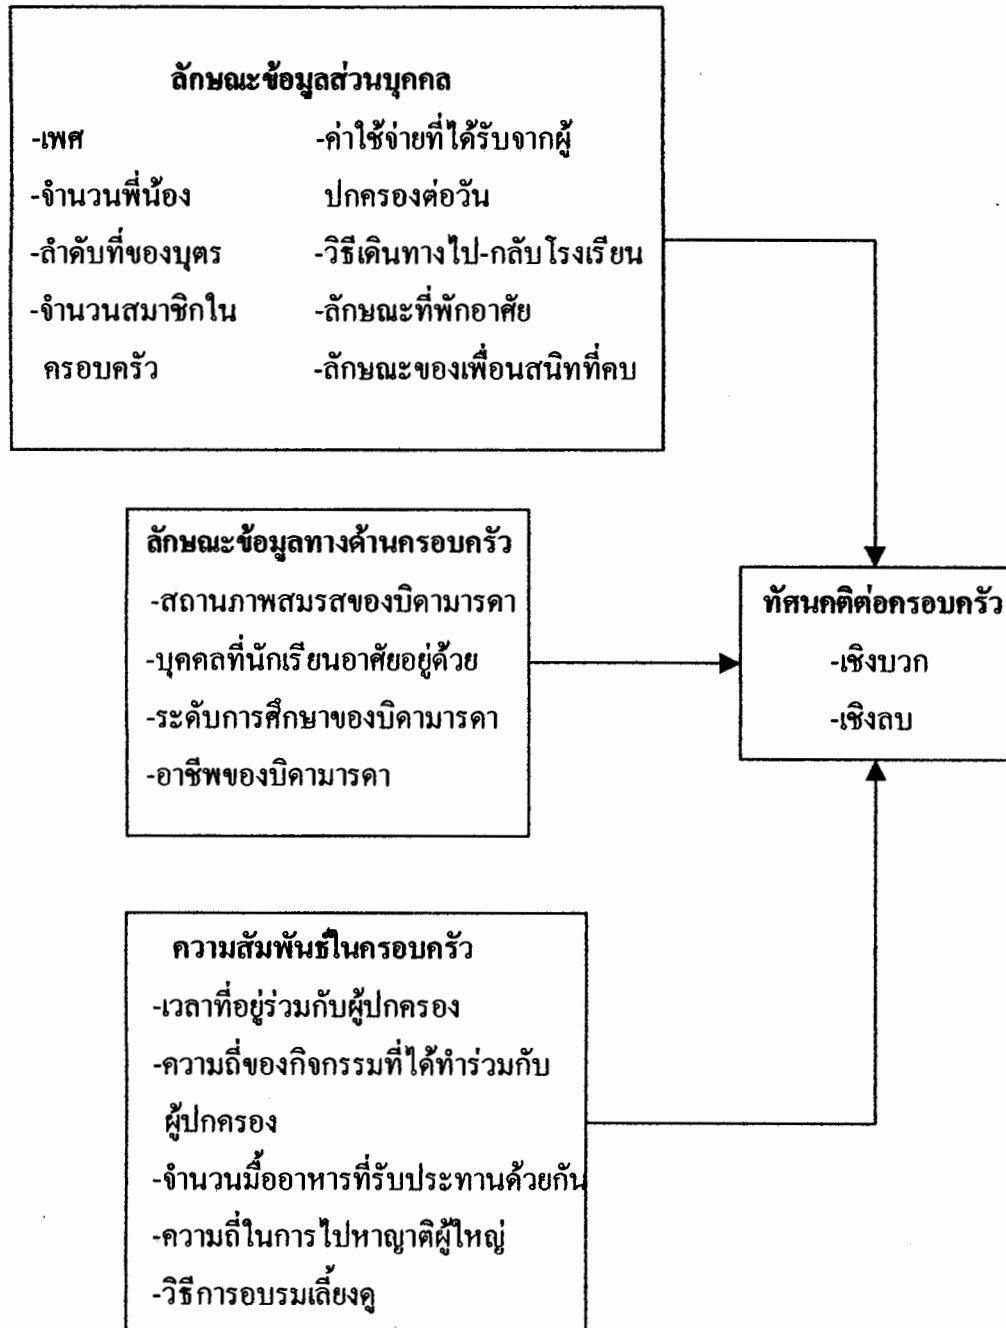 ลักษณะข้อมูลส่วนบุคคล
-เพศ
-จำนวนพี่น้อง
-ลำดับที่ของบุตร
-จำนวนสมาชิกใน
ครอบครัว
-ค่าใช้จ่ายที่ได้รับจากผู้
ปกครองต่อวัน
-วิธีเดินทางไป-กลับโรงเรียน
-ลักษณะที่พักอาศัย
-ลักษณะของเพื่อนสนิทที่คบ
ลักษณะข้อมูลทางด้านครอบครัว
-สถานภาพสมรสของบิดามารดา
-บุคคลที่นักเรียนอาศัยอยู่ด้วย
-ระดับการศึกษาของบิดามารดา
-อาชีพของบิดามารดา
ทัศนคติต่อครอบครัว
-เชิงบวก
-เชิงลบ
ความสัมพันธ์ในครอบครัว
-เวลาที่อยู่ร่วมกับผู้ปกครอง
-ความถี่ของกิจกรรมที่ได้ทำร่วมกับ
ผู้ปกครอง
-จำนวนมื้ออาหารที่รับประทานด้วยกัน
-ความถี่ในการไปหาญาติผู้ใหญ่
-วิธีการอบรมเลี้ยงดู